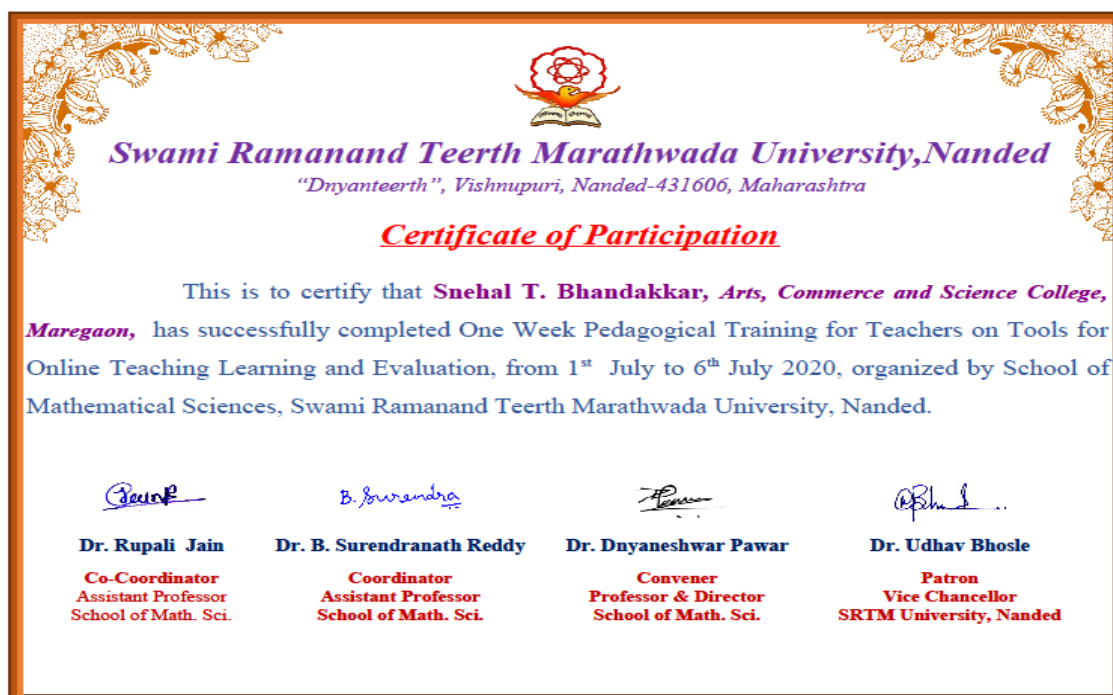 Swami Ramanand Teerth Marathwada University,Nanded
“Dnyanteerth”, Vishnupuri, Nanded-431606, Maharashtra
Certificate of Participation
This is to certify that Snehal T. Bhandakkar, Arts, Commerce and Science College,
Maregaon, has successfully completed One Week Pedagogical Training for Teachers on Tools for
Online Teaching Learning and Evaluation, from 1st July to 6th July 2020, organized by School of
Mathematical Sciences, Swami Ramanand Teerth Marathwada University, Nanded.
B. Surendra
Dr. Rupali Jain Dr. B. Surendranath Reddy Dr. Dnyaneshwar Pawar Dr. Udhav Bhosle
Co-Coordinator Coordinator Convener Patron
Assistant Professor Assistant Professor Professor & Director Vice Chancellor
School of Math. Sci. School of Math. Sci. School of Math. Sci. SRTM University, Nanded